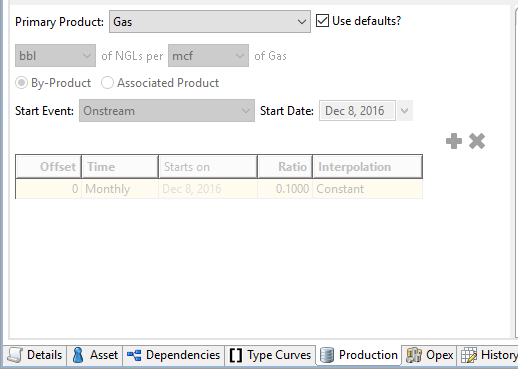 Primary Product: Gas Use defaults?
bbl of NGLs per mcf of Gas
By-Product Associated Product
Start Event: Onstream Start Date: Dec 8, 2016
Offset Time Starts on Ratio Interpolation
0 Monthly Dec 8, 2016 0.1000 Constant
Details Asset Dependencies Type Curves Production Opex History